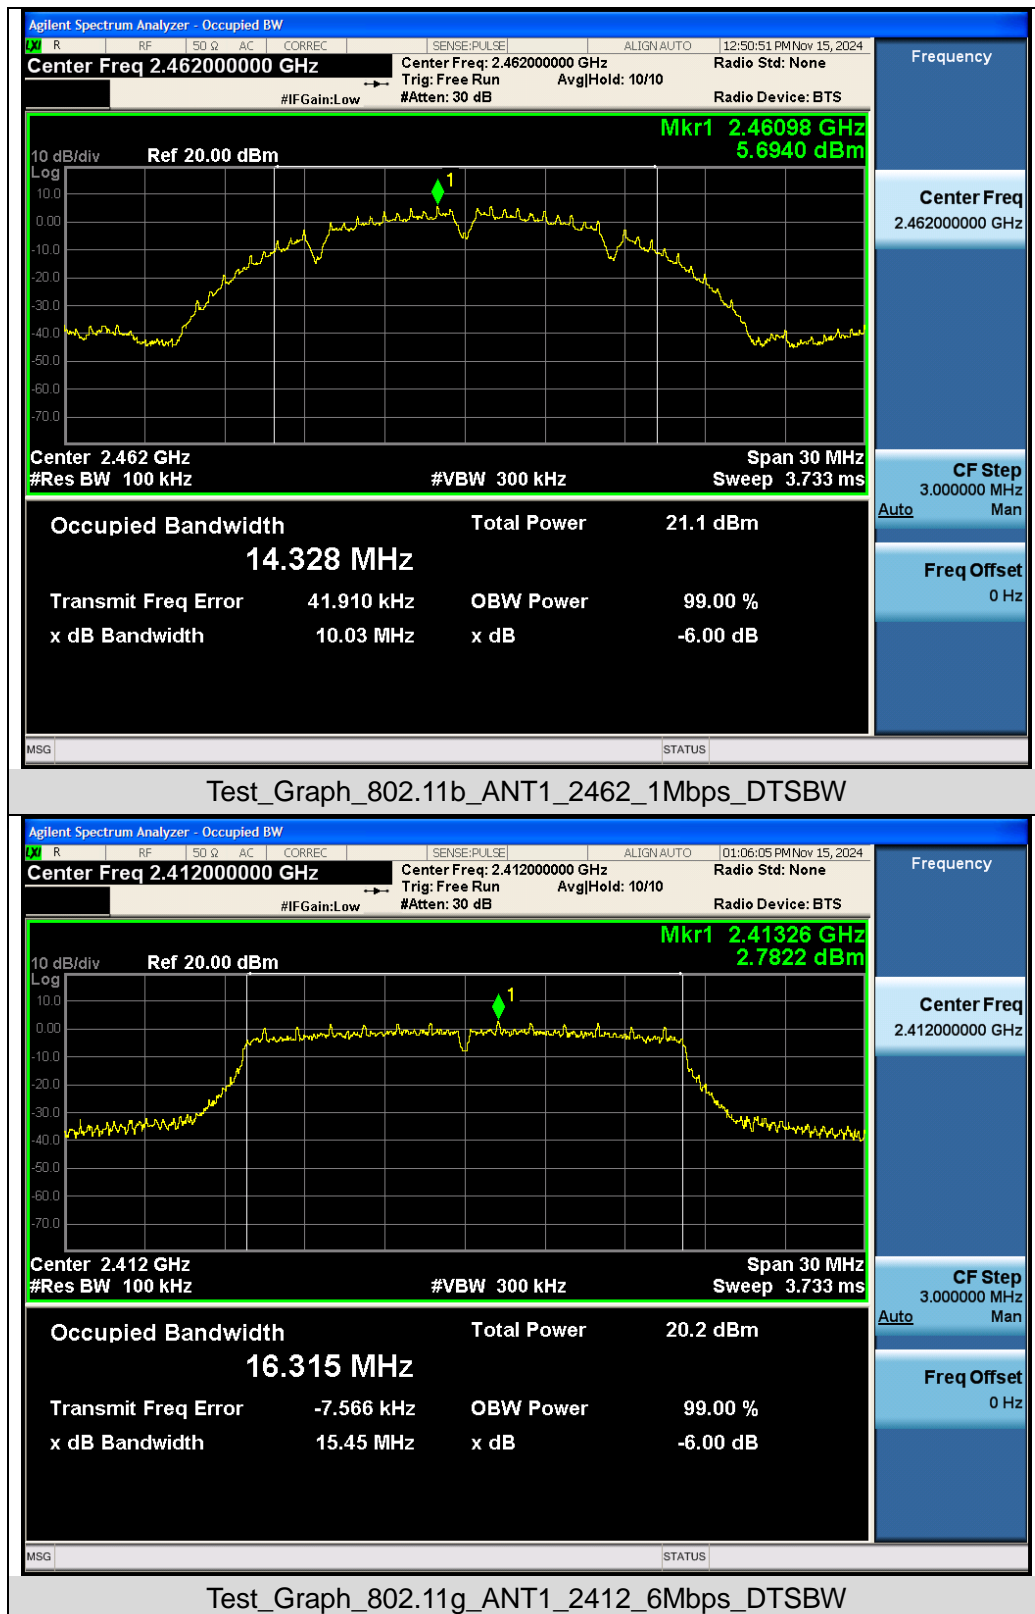 Agilent Spectrum Analyzer - Occupied BW
LXI R RF 50 Ω AC CORREC SENSE:PULSE ALIGN AUTO 12:50:51 PM Nov 15, 2024
Center Freq 2.462000000 GHz Center Freq: 2.462000000 GHz Radio Std: None Frequency
Trig: Free Run Avg|Hold: 10/10
#IFGain:Low #Atten: 30 dB Radio Device: BTS
Mkr1 2.46098 GHz
5.6940 dBm
10 dB/div Ref 20.00 dBm
Log
1
10.0
0.00
-10.0
-20.0
-30.0
-40.0
-50.0
-60.0
-70.0
Center Freq
2.462000000 GHz
Center 2.462 GHz Span 30 MHz
#Res BW 100 kHz #VBW 300 kHz Sweep 3.733 ms
CF Step
3.000000 MHz
Auto Man
Occupied Bandwidth Total Power 21.1 dBm
14.328 MHz
Freq Offset
0 Hz
Transmit Freq Error 41.910 kHz OBW Power 99.00 %
x dB Bandwidth 10.03 MHz x dB -6.00 dB
MSG STATUS
Test_Graph_802.11b_ANT1_2462_1Mbps_DTSBW
Agilent Spectrum Analyzer - Occupied BW
LXI R RF 50 Ω AC CORREC SENSE:PULSE ALIGN AUTO 01:06:05 PM Nov 15, 2024
Center Freq 2.412000000 GHz Center Freq: 2.412000000 GHz Radio Std: None Frequency
Trig: Free Run Avg|Hold: 10/10
#IFGain:Low #Atten: 30 dB Radio Device: BTS
Mkr1 2.41326 GHz
2.7822 dBm
10 dB/div Ref 20.00 dBm
Log
1
10.0
0.00
-10.0
-20.0
-30.0
-40.0
-50.0
-60.0
-70.0
Center Freq
2.412000000 GHz
Center 2.412 GHz Span 30 MHz
#Res BW 100 kHz #VBW 300 kHz Sweep 3.733 ms
CF Step
3.000000 MHz
Auto Man
Occupied Bandwidth Total Power 20.2 dBm
16.315 MHz
Freq Offset
0 Hz
Transmit Freq Error -7.566 kHz OBW Power 99.00 %
x dB Bandwidth 15.45 MHz x dB -6.00 dB
MSG STATUS
Test_Graph_802.11g_ANT1_2412_6Mbps_DTSBW